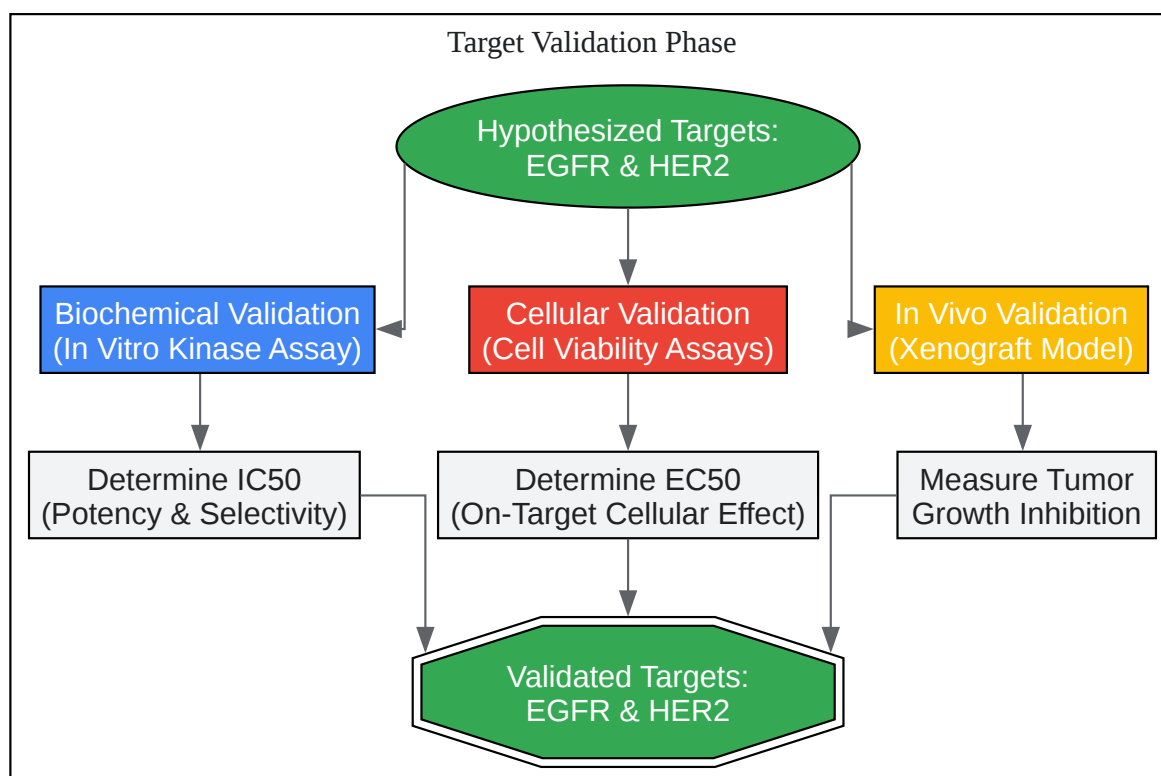 Target Validation Phase
Hypothesized Targets:
EGFR & HER2
Biochemical Validation
(In Vitro Kinase Assay)
Cellular Validation
(Cell Viability Assays)
In Vivo Validation
(Xenograft Model)
Determine IC50
(Potency & Selectivity)
Determine EC50
(On-Target Cellular Effect)
Measure Tumor
Growth Inhibition
Validated Targets:
EGFR & HER2